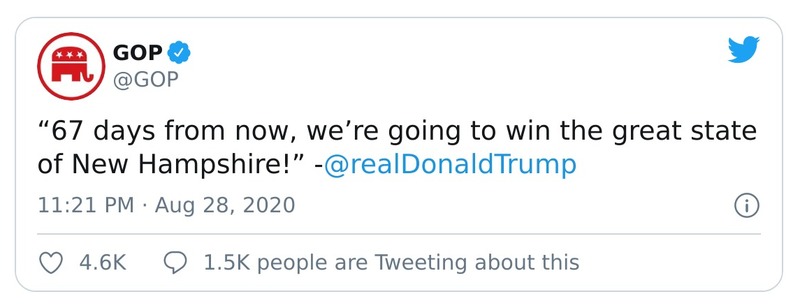 GOP
@GOP
“67 days from now, we’re going to win the great state
of New Hampshire!” -@realDonaldTrump
11:21 PM · Aug 28, 2020
4.6K 1.5K people are Tweeting about this